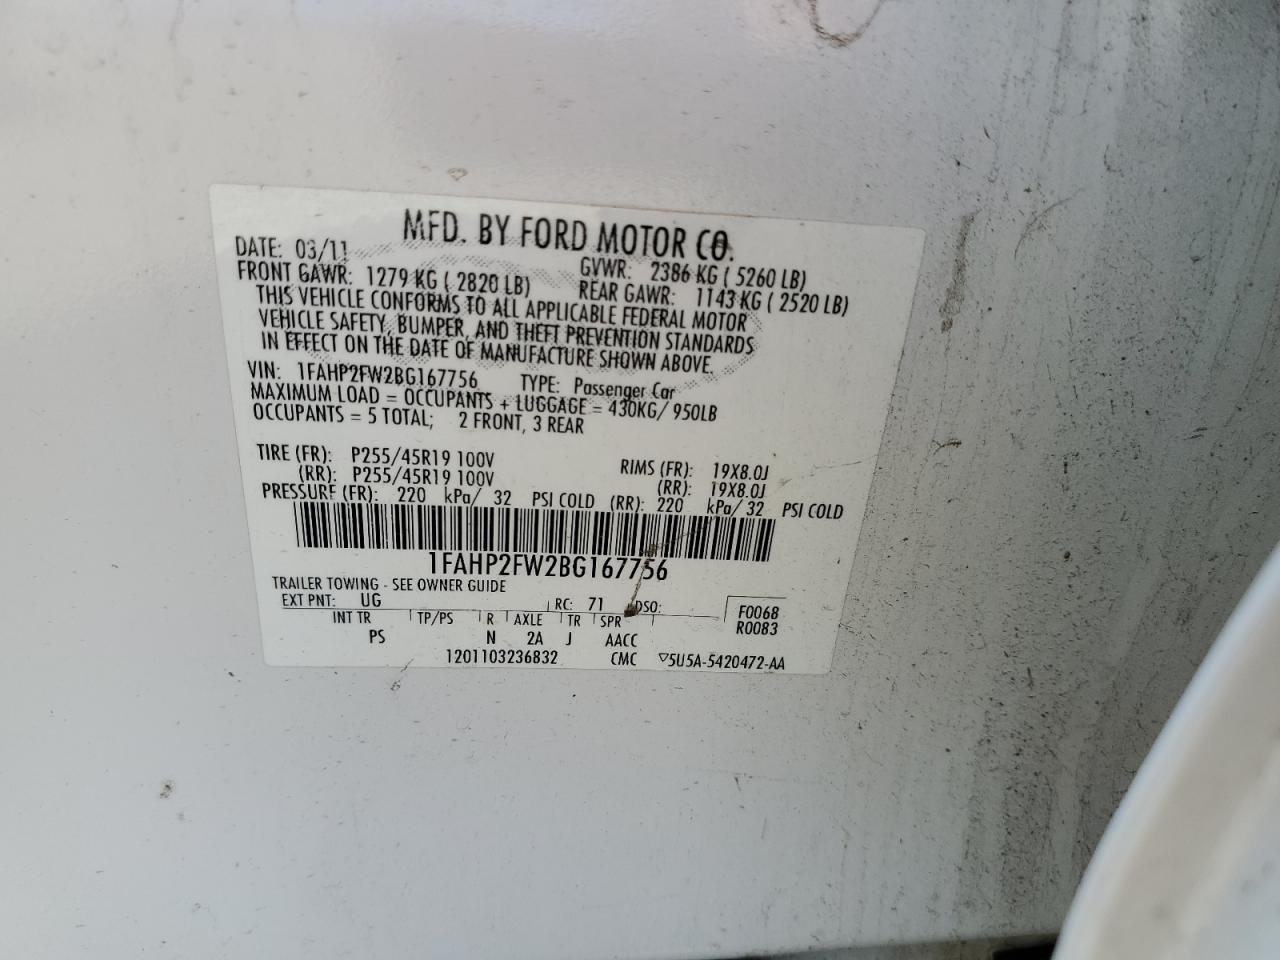 MFD. BY FORD MOTOR CO.
DATE: 03/11 GVWR: 2386 KG ( 5260 LB)
FRONT GAWR: 1279 KG ( 2820 LB) REAR GAWR: 1143 KG ( 2520 LB)
THIS VEHICLE CONFORMS TO ALL APPLICABLE FEDERAL MOTOR
VEHICLE SAFETY, BUMPER, AND THEFT PREVENTION STANDARDS
IN EFFECT ON THE DATE OF MANUFACTURE SHOWN ABOVE.
VIN: 1FAHP2FW2BG167756 TYPE: Passenger Car
MAXIMUM LOAD = OCCUPANTS + LUGGAGE = 430KG/ 950LB
OCCUPANTS = 5 TOTAL; 2 FRONT, 3 REAR
TIRE (FR): P255/45R19 100V RIMS (FR): 19X8.0J
(RR): P255/45R19 100V (RR): 19X8.0J
PRESSURE (FR): 220 kPa/ 32 PSI COLD (RR): 220 kPa/ 32 PSI COLD
1FAHP2FW2BG167756
TRAILER TOWING - SEE OWNER GUIDE
EXT PNT: UG RC: 71 DSO: F0068
INT TR TP/PS R AXLE TR SPR R0083
PS N 2A J AACC
1201103236832 CMC ▽5U5A-5420472-AA